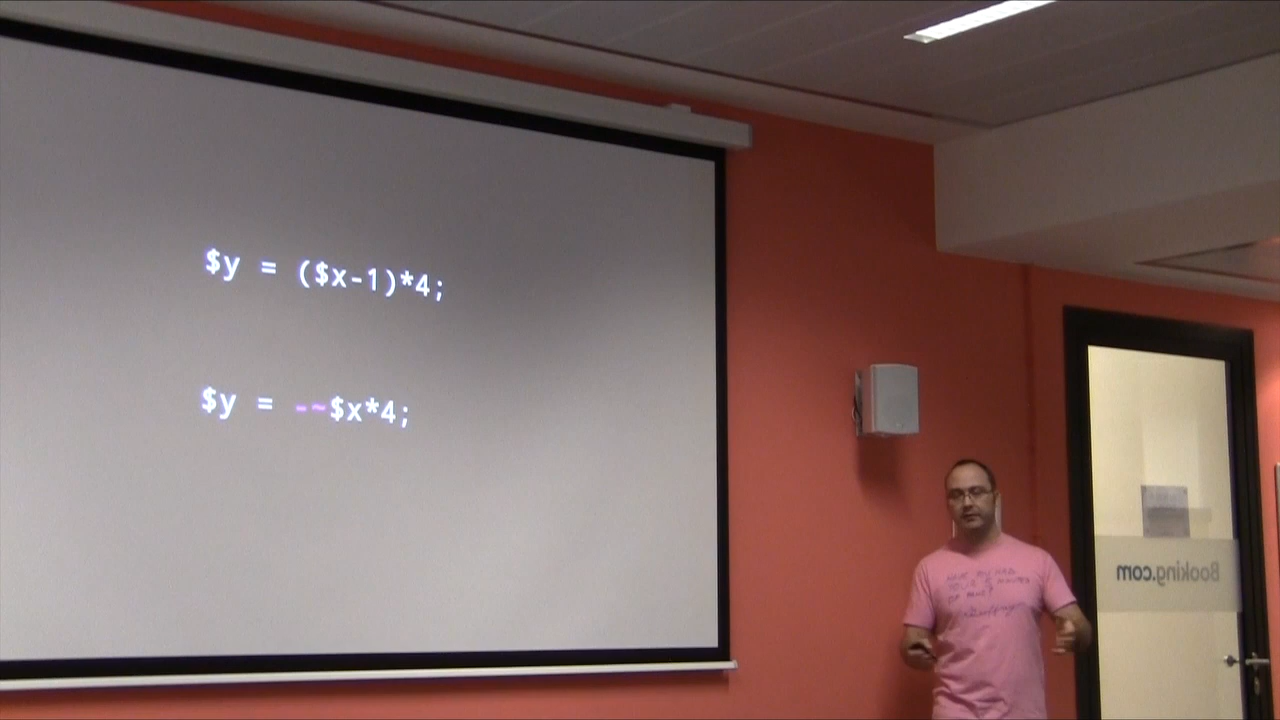 $y = ($x-1)*4;
$y = -~$x*4;
Booking.com